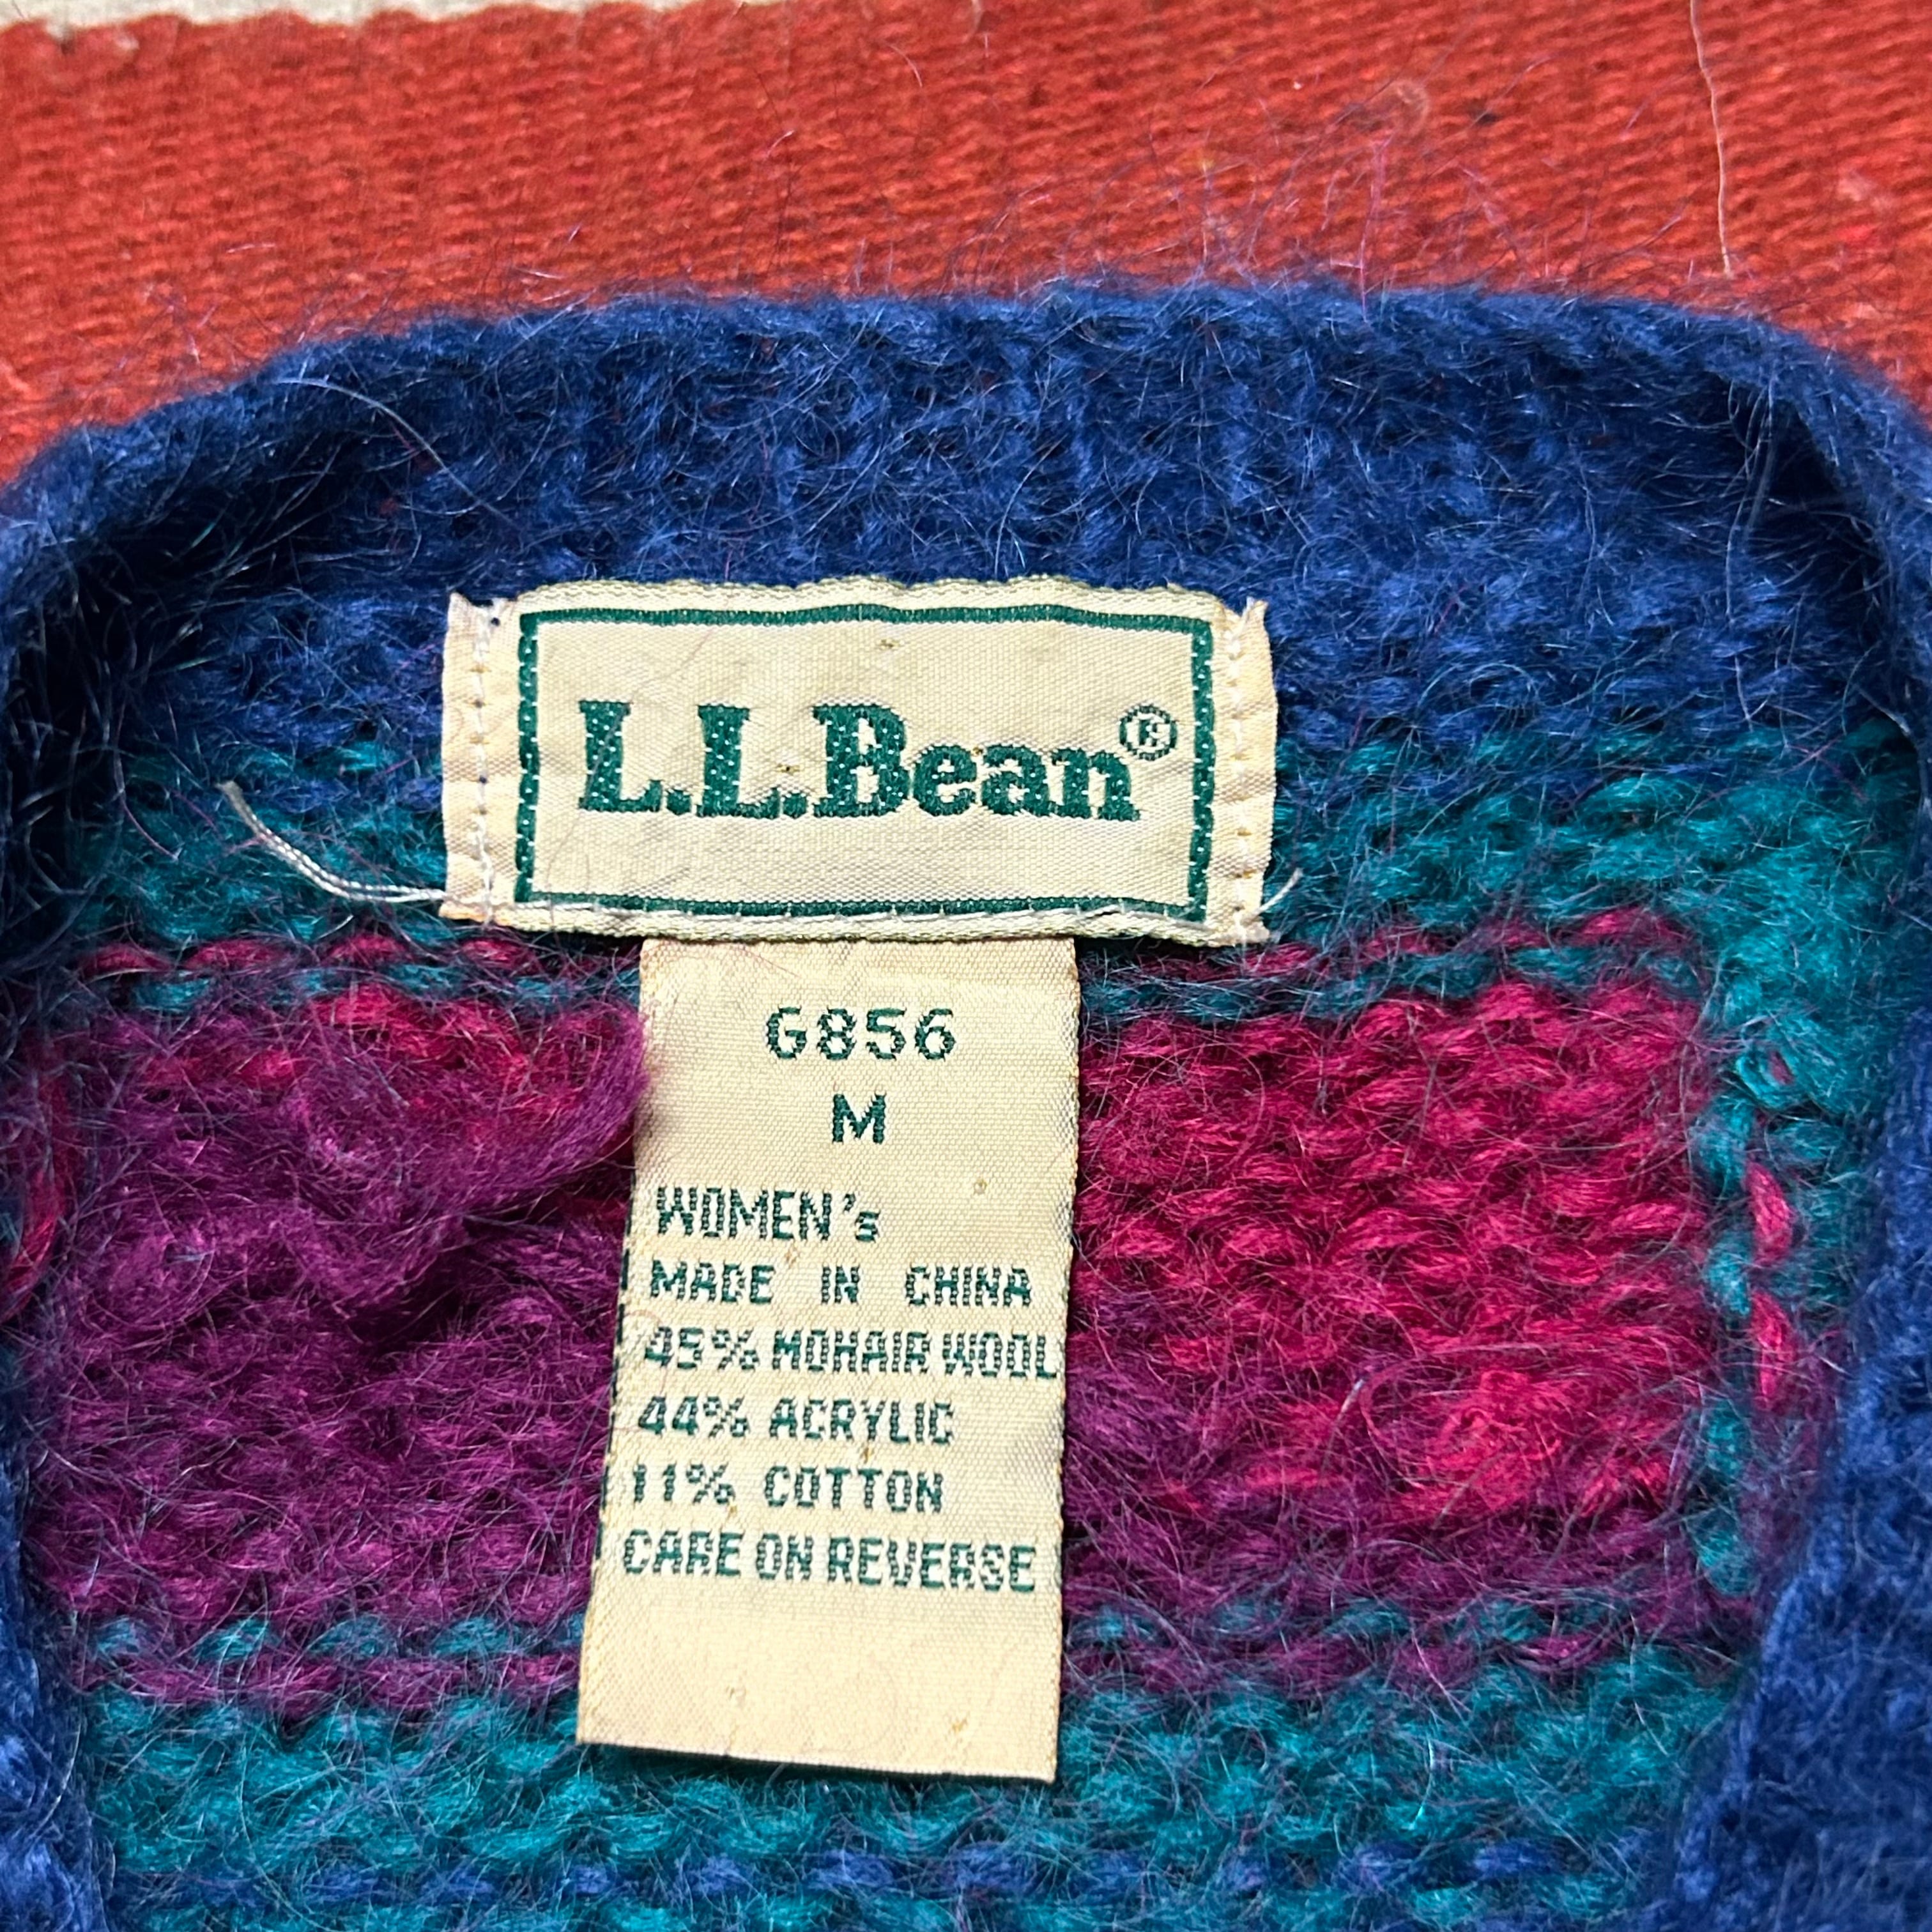 L.L.Bean®
G856
M
WOMEN's
MADE IN CHINA
45% MOHAIR WOOL
44% ACRYLIC
11% COTTON
CARE ON REVERSE